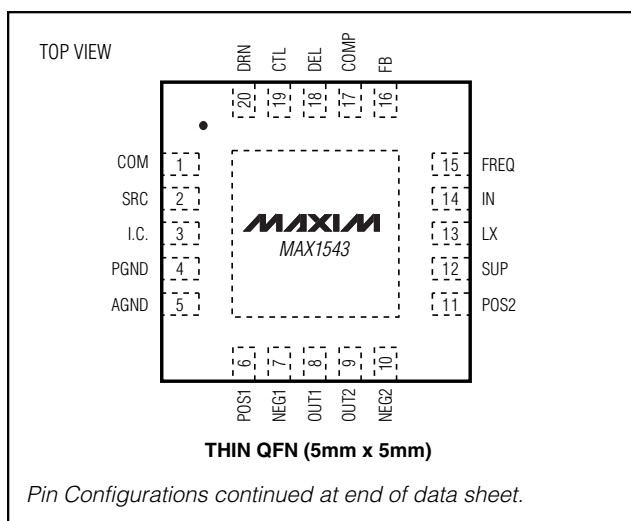 TOP VIEW
DRN
CTL
DEL
COMP
FB
20
19
18
17
16
COM 1
SRC 2
I.C. 3
PGND 4
AGND 5
15 FREQ
14 IN
13 LX
12 SUP
11 POS2
MAXIM
MAX1543
6
7
8
9
10
POS1
NEG1
OUT1
OUT2
NEG2
THIN QFN (5mm x 5mm)
Pin Configurations continued at end of data sheet.